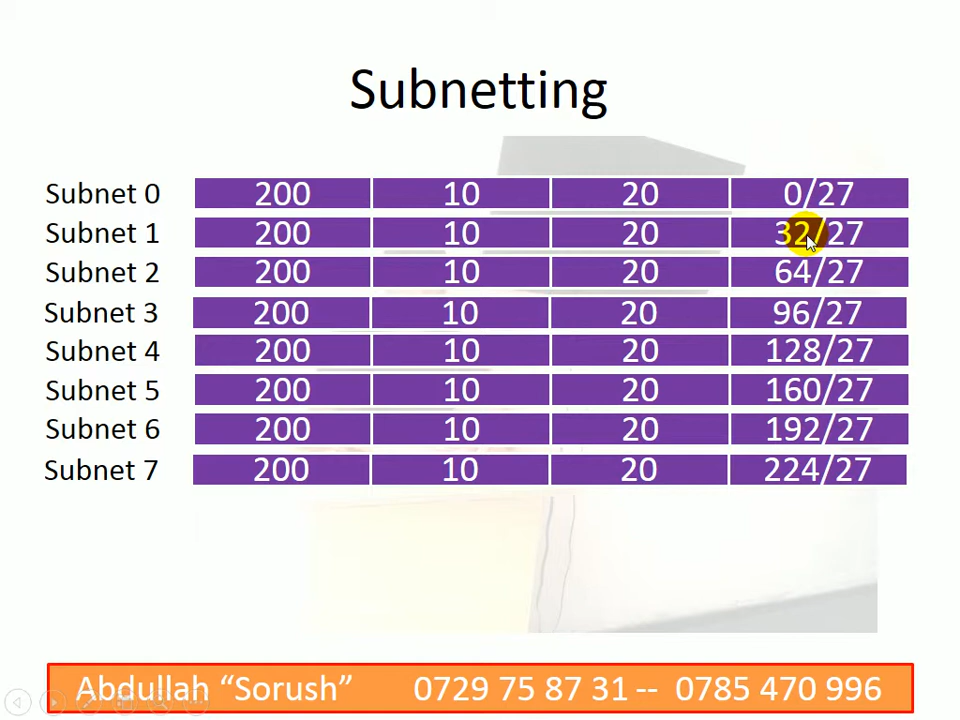 Subnetting
Subnet 0 200 10 20 0/27
Subnet 1 200 10 20 32/27
Subnet 2 200 10 20 64/27
Subnet 3 200 10 20 96/27
Subnet 4 200 10 20 128/27
Subnet 5 200 10 20 160/27
Subnet 6 200 10 20 192/27
Subnet 7 200 10 20 224/27
Abdullah “Sorush” 0729 75 87 31 -- 0785 470 996